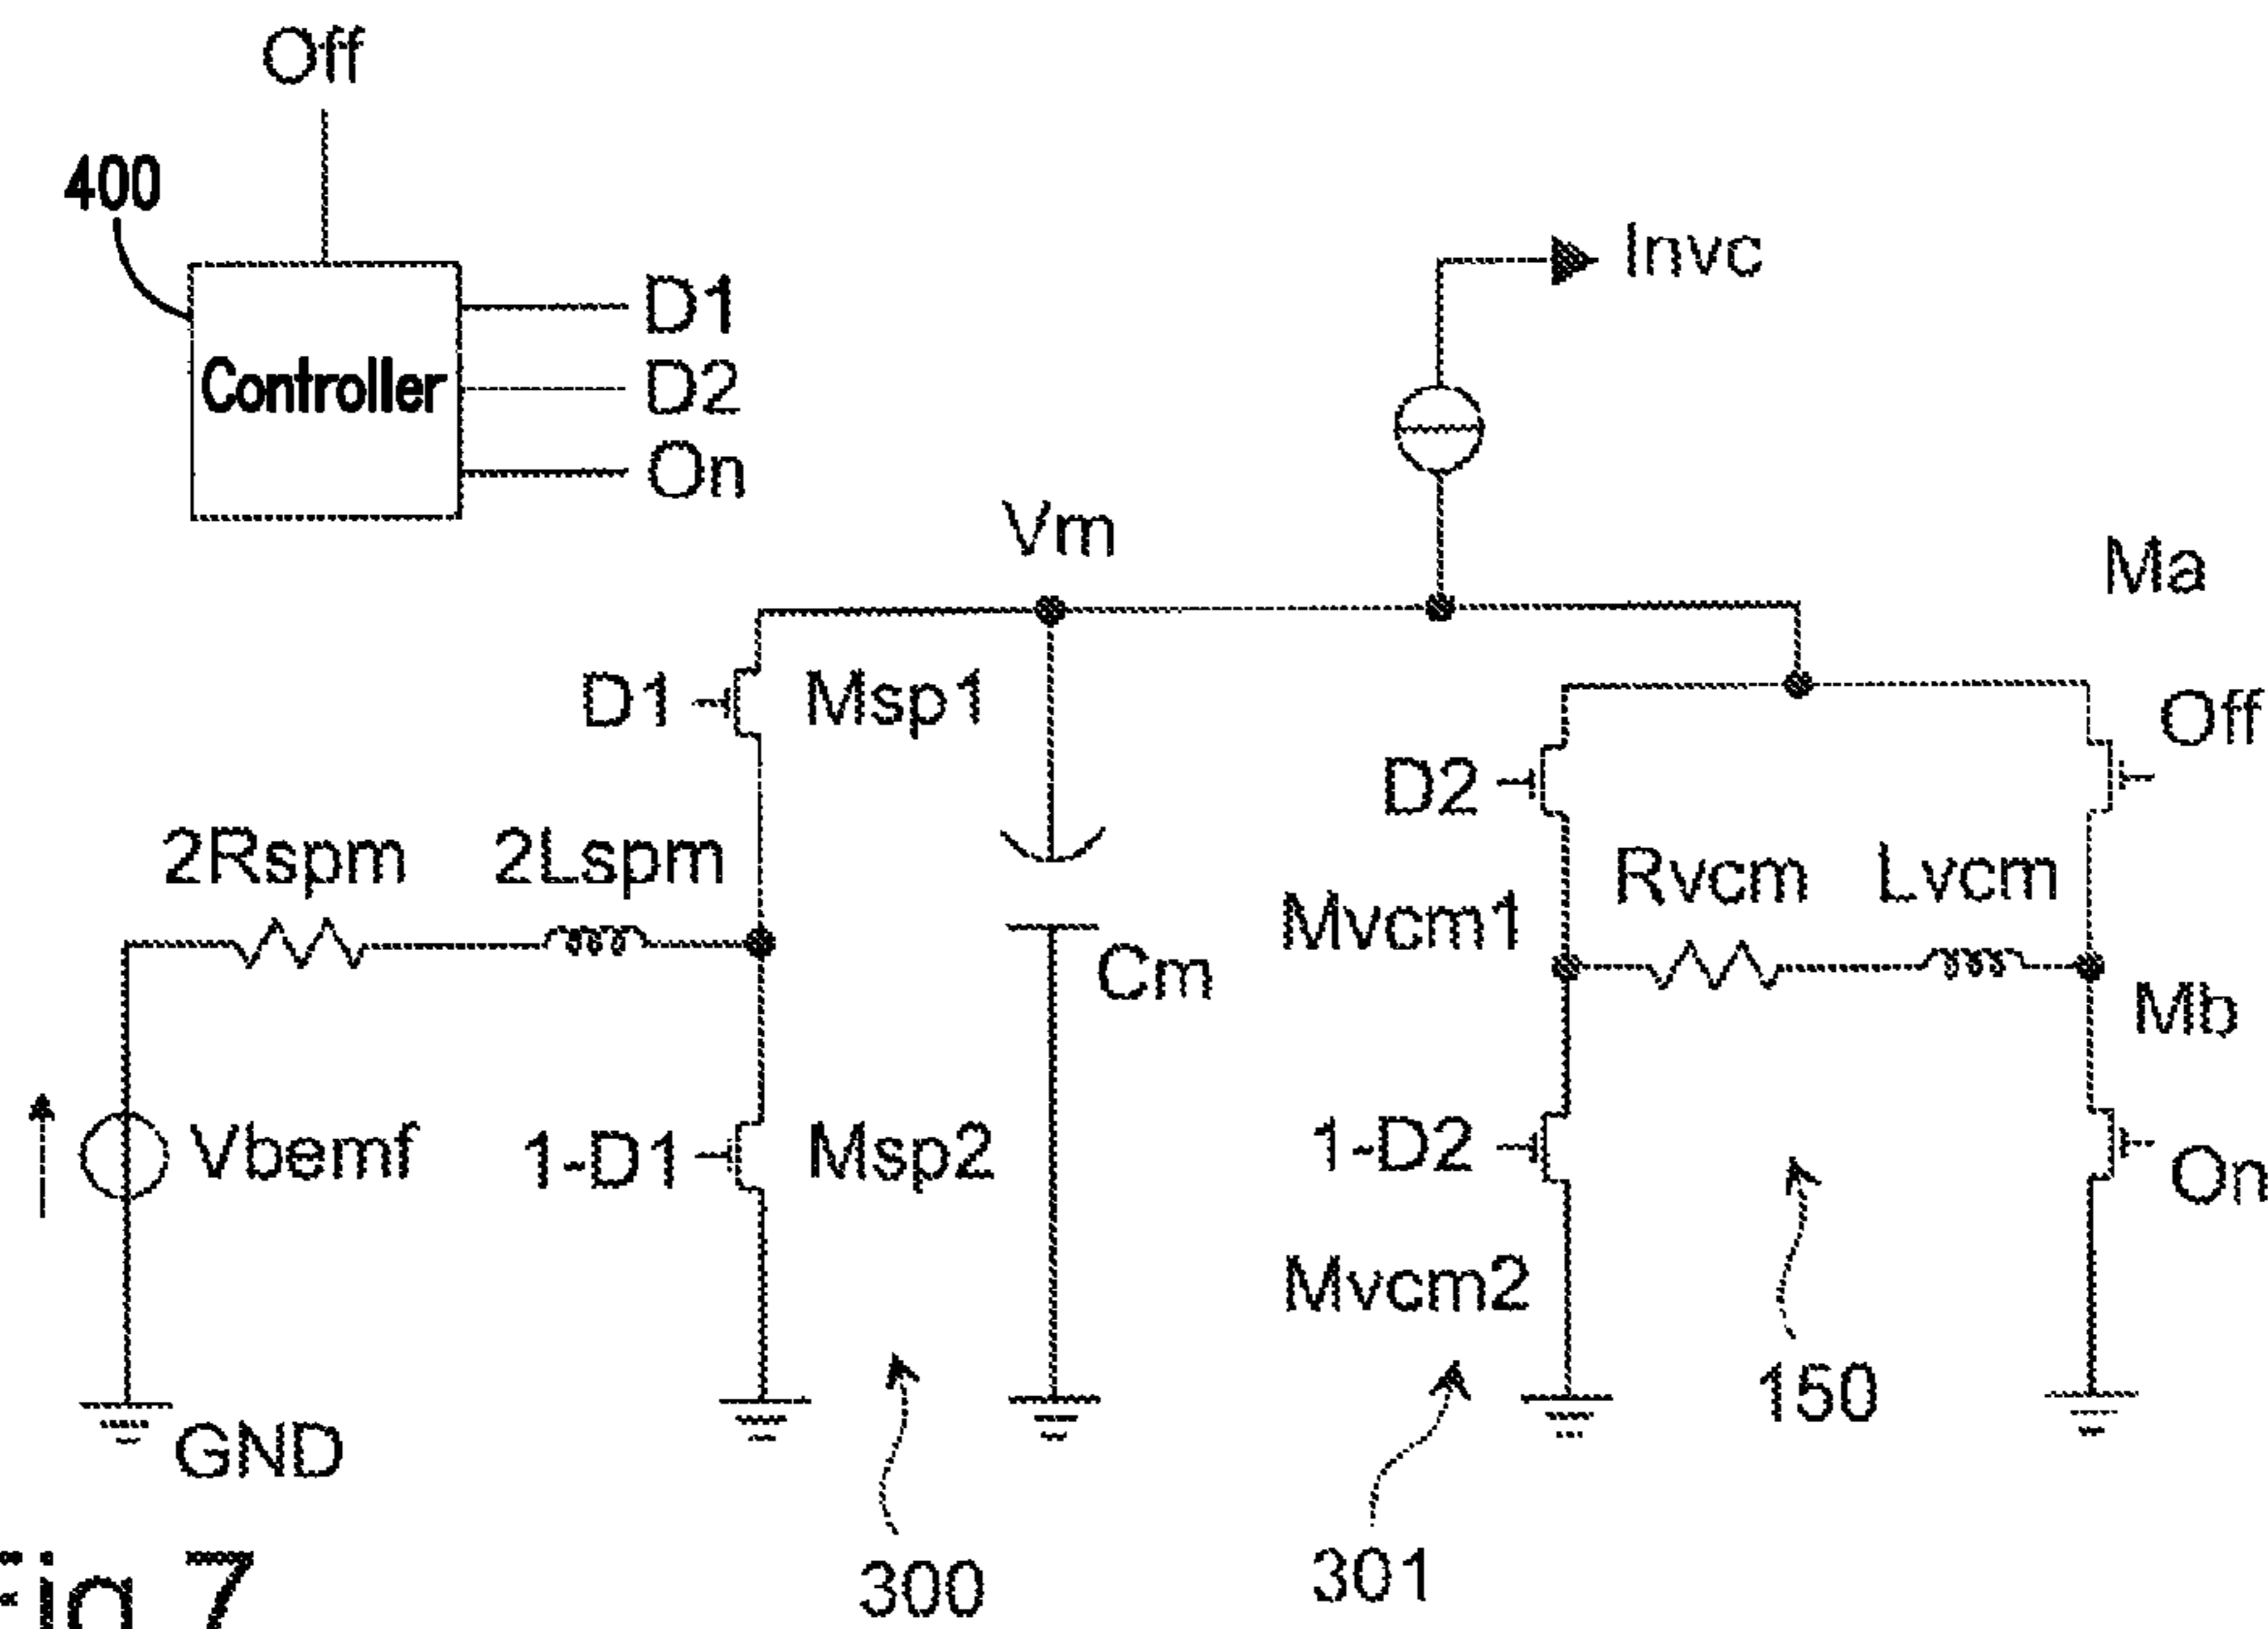 Off
400
Controller
D1
D2
On
Invc
Vm
Ma
D1
Msp1
D2
Off
2Rspm
2Lspm
Mvcm1
Rvcm
Lvcm
Cm
Mb
Vbemf
1-D1
Msp2
1-D2
On
Mvcm2
GND
150
300
301
Fig 7